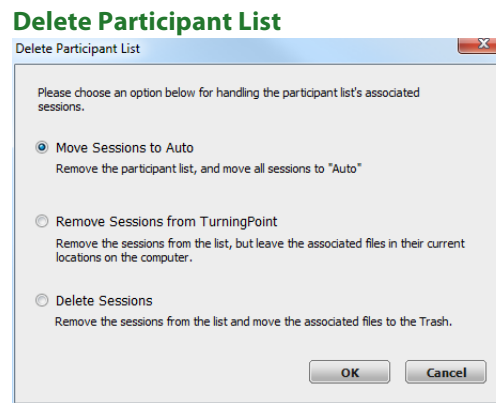 Delete Participant List
Delete Participant List
Please choose an option below for handling the participant list's associated
sessions.
Move Sessions to Auto
Remove the participant list, and move all sessions to "Auto"
Remove Sessions from TurningPoint
Remove the sessions from the list, but leave the associated files in their current
locations on the computer.
Delete Sessions
Remove the sessions from the list and move the associated files to the Trash.
OK Cancel